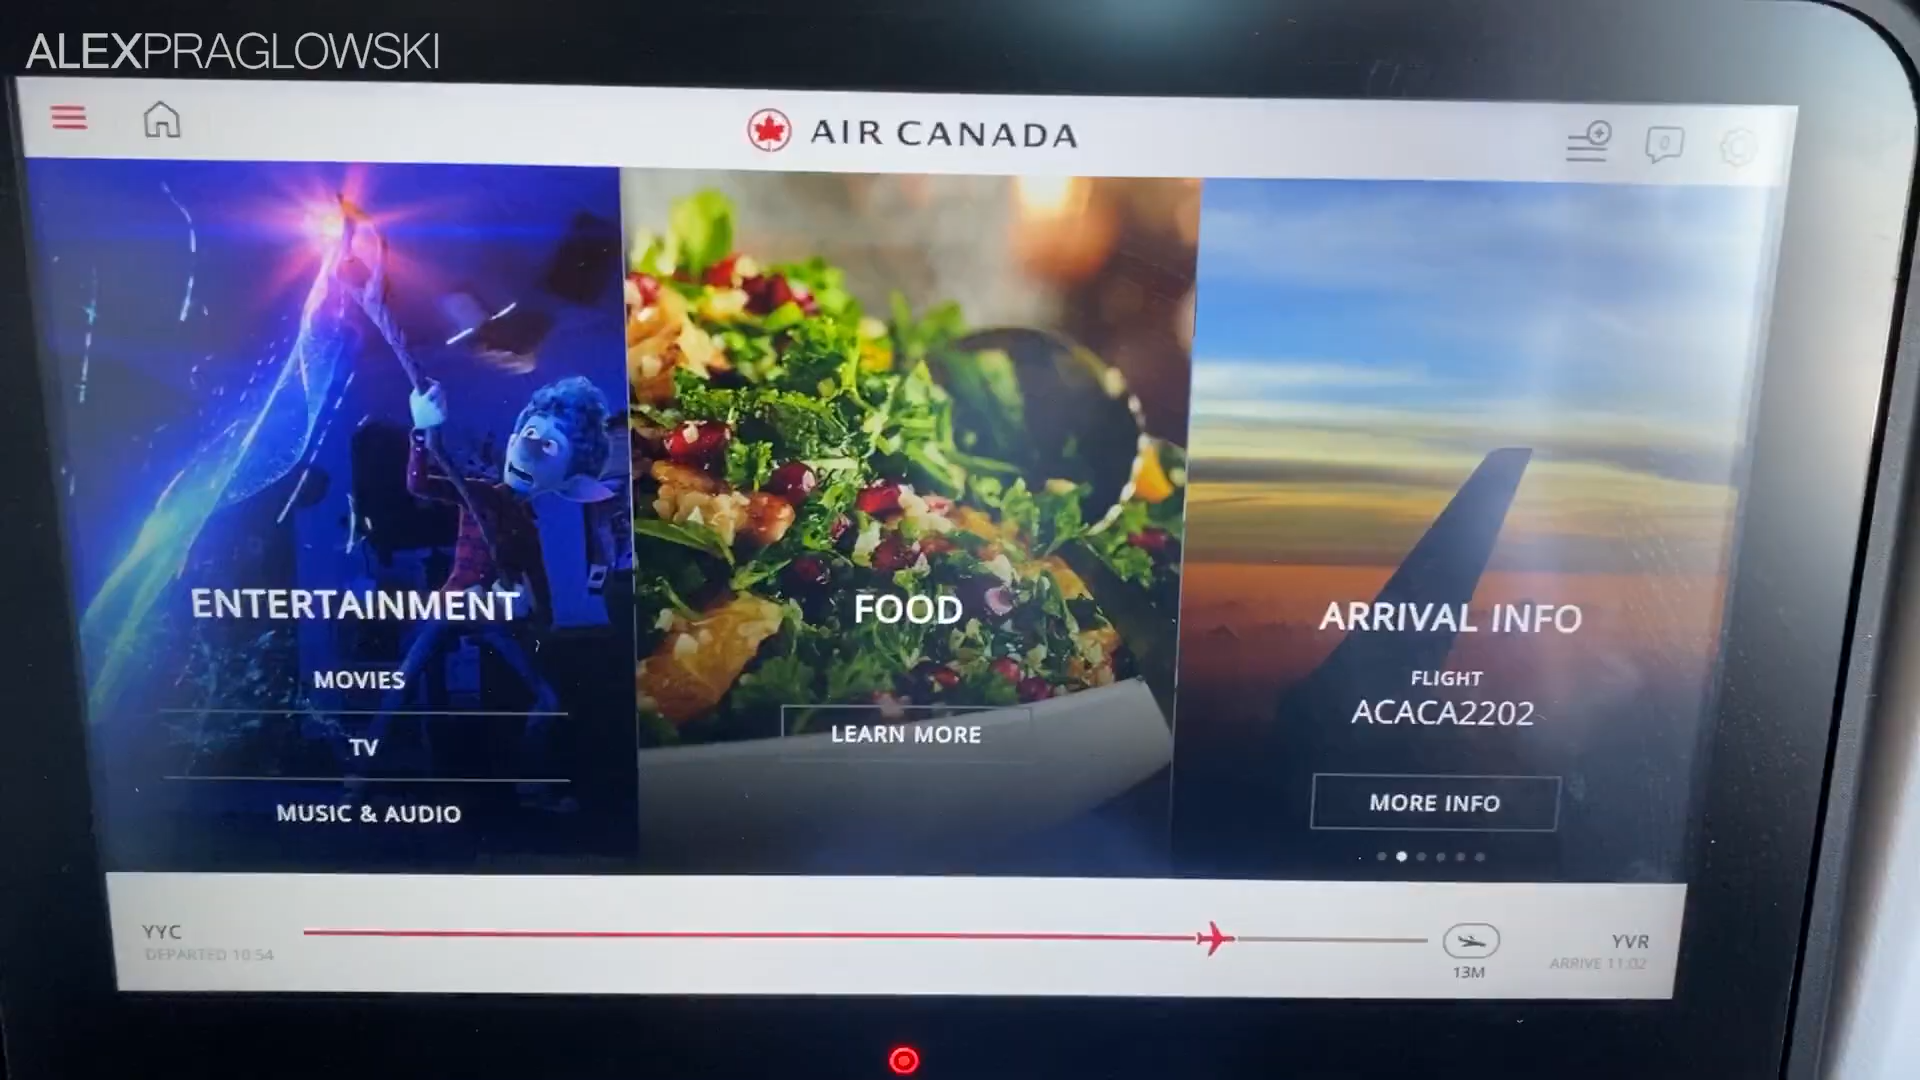 ALEXPRAGLOWSKI
AIR CANADA
0
ENTERTAINMENT
MOVIES
TV
MUSIC & AUDIO
FOOD
LEARN MORE
ARRIVAL INFO
FLIGHT
ACACA2202
MORE INFO
YYC
DEPARTED 10:54
13M
YVR
ARRIVE 11:02